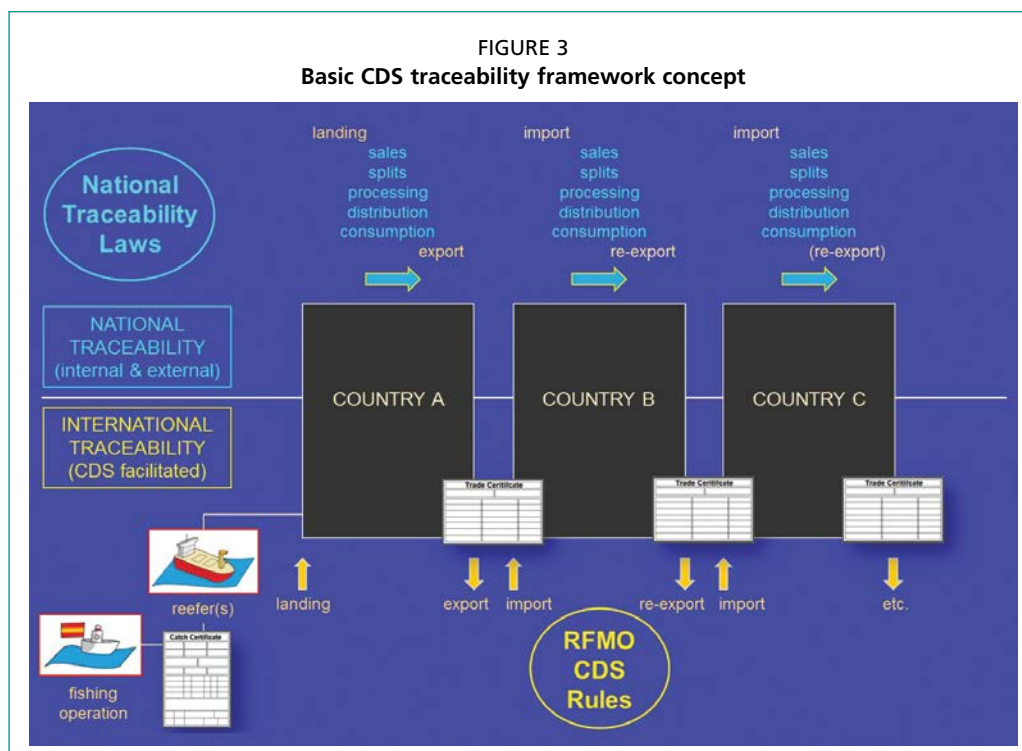 FIGURE 3
Basic CDS traceability framework concept
National
Traceability
Laws
landing
sales
splits
processing
distribution
consumption
export
import
sales
splits
processing
distribution
consumption
re-export
import
sales
splits
processing
distribution
consumption
(re-export)
NATIONAL
TRACEABILITY
(internal & external)
INTERNATIONAL
TRACEABILITY
(CDS facilitated)
COUNTRY A
COUNTRY B
COUNTRY C
Trade Ceritifcate
Trade Ceritifcate
Trade Ceritifcate
reefer(s)
landing
export
import
re-export
import
etc.
Catch Certificate
fishing
operation
RFMO
CDS
Rules